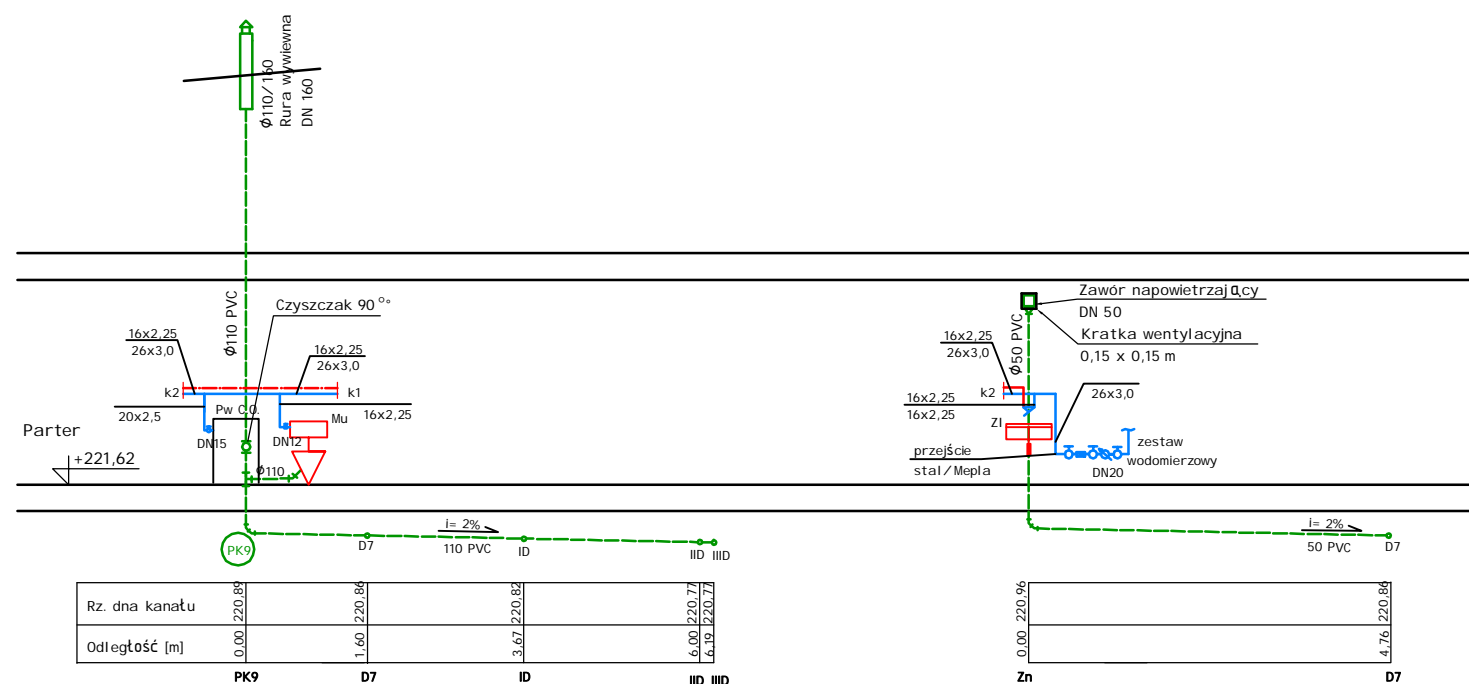 ϕ110/160
Rura wywiewna
DN 160
ϕ110 PVC
Czyszczak 90°°
16x2,25
26x3,0
16x2,25
26x3,0
k2
k1
20x2,5
Pw C.O.
16x2,25
DN15
DN12
Mu
Parter
+221,62
ϕ110
PK9
D7
i= 2%
110 PVC
ID
IID
IIID
Zawór napowietrzający
DN 50
Kratka wentylacyjna
0,15 x 0,15 m
ϕ50 PVC
16x2,25
26x3,0
k2
26x3,0
16x2,25
16x2,25
Zl
przejście
stal/Mepla
zestaw
wodomierzowy
DN20
i= 2%
50 PVC
D7
Rz. dna kanału
220,89
220,86
220,82
220,77
220,77
220,96
220,86
Odległość [m]
0,00
1,60
3,67
6,00
6,19
0,00
4,76
PK9
D7
ID
IID
IIID
Zn
D7